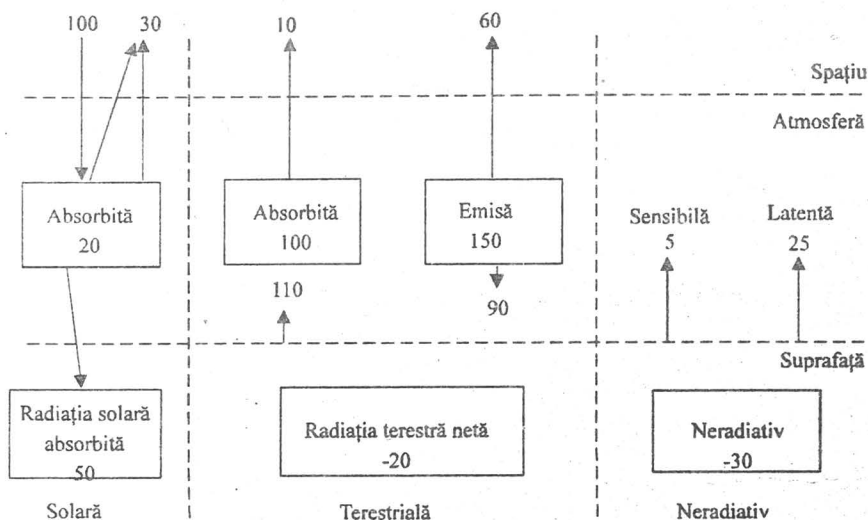 100 30 10 60
Spațiu
Atmosferă
Absorbită
20
Absorbită
100
Emisă
150
Sensibilă
5
Latentă
25
110
90
Suprafață
Radiația solară
absorbită
50
Radiația terestră netă
-20
Neradiativ
-30
Solară Terestrială Neradiativ